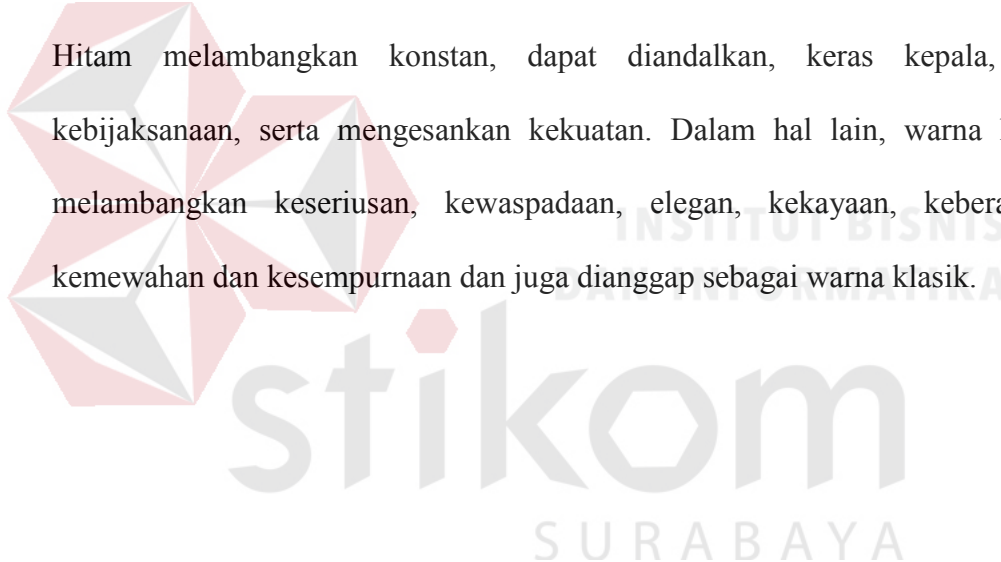 Hitam melambangkan konstan, dapat diandalkan, keras kepala,
kebijaksanaan, serta mengesankan kekuatan. Dalam hal lain, warna
melambangkan keseriusan, kewaspadaan, elegan, kekayaan,
kemewahan dan kesempurnaan dan juga dianggap sebagai warna klasik.
INSTITUT BISNIS
DAN INFORMATIKA
stikom
SURABAYA